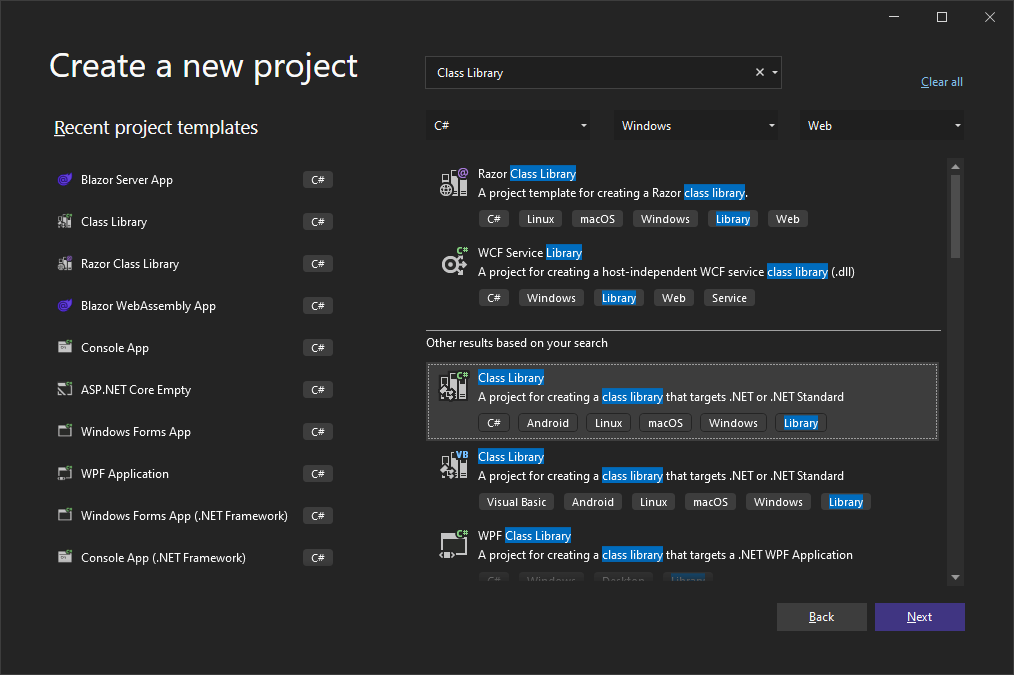 Create a new project
Class Library
Clear all
Recent project templates
C# Windows Web
Blazor Server App C#
Class Library C#
Razor Class Library C#
Blazor WebAssembly App C#
Console App C#
ASP.NET Core Empty C#
Windows Forms App C#
WPF Application C#
Windows Forms App (.NET Framework) C#
Console App (.NET Framework) C#
Razor Class Library
A project template for creating a Razor class library.
C# Linux macOS Windows Library Web
WCF Service Library
A project for creating a host-independent WCF service class library (.dll)
C# Windows Library Web Service
Other results based on your search
Class Library
A project for creating a class library that targets .NET or .NET Standard
C# Android Linux macOS Windows Library
Class Library
A project for creating a class library that targets .NET or .NET Standard
Visual Basic Android Linux macOS Windows Library
WPF Class Library
A project for creating a class library that targets a .NET WPF Application
C# Windows Desktop Library
Back Next